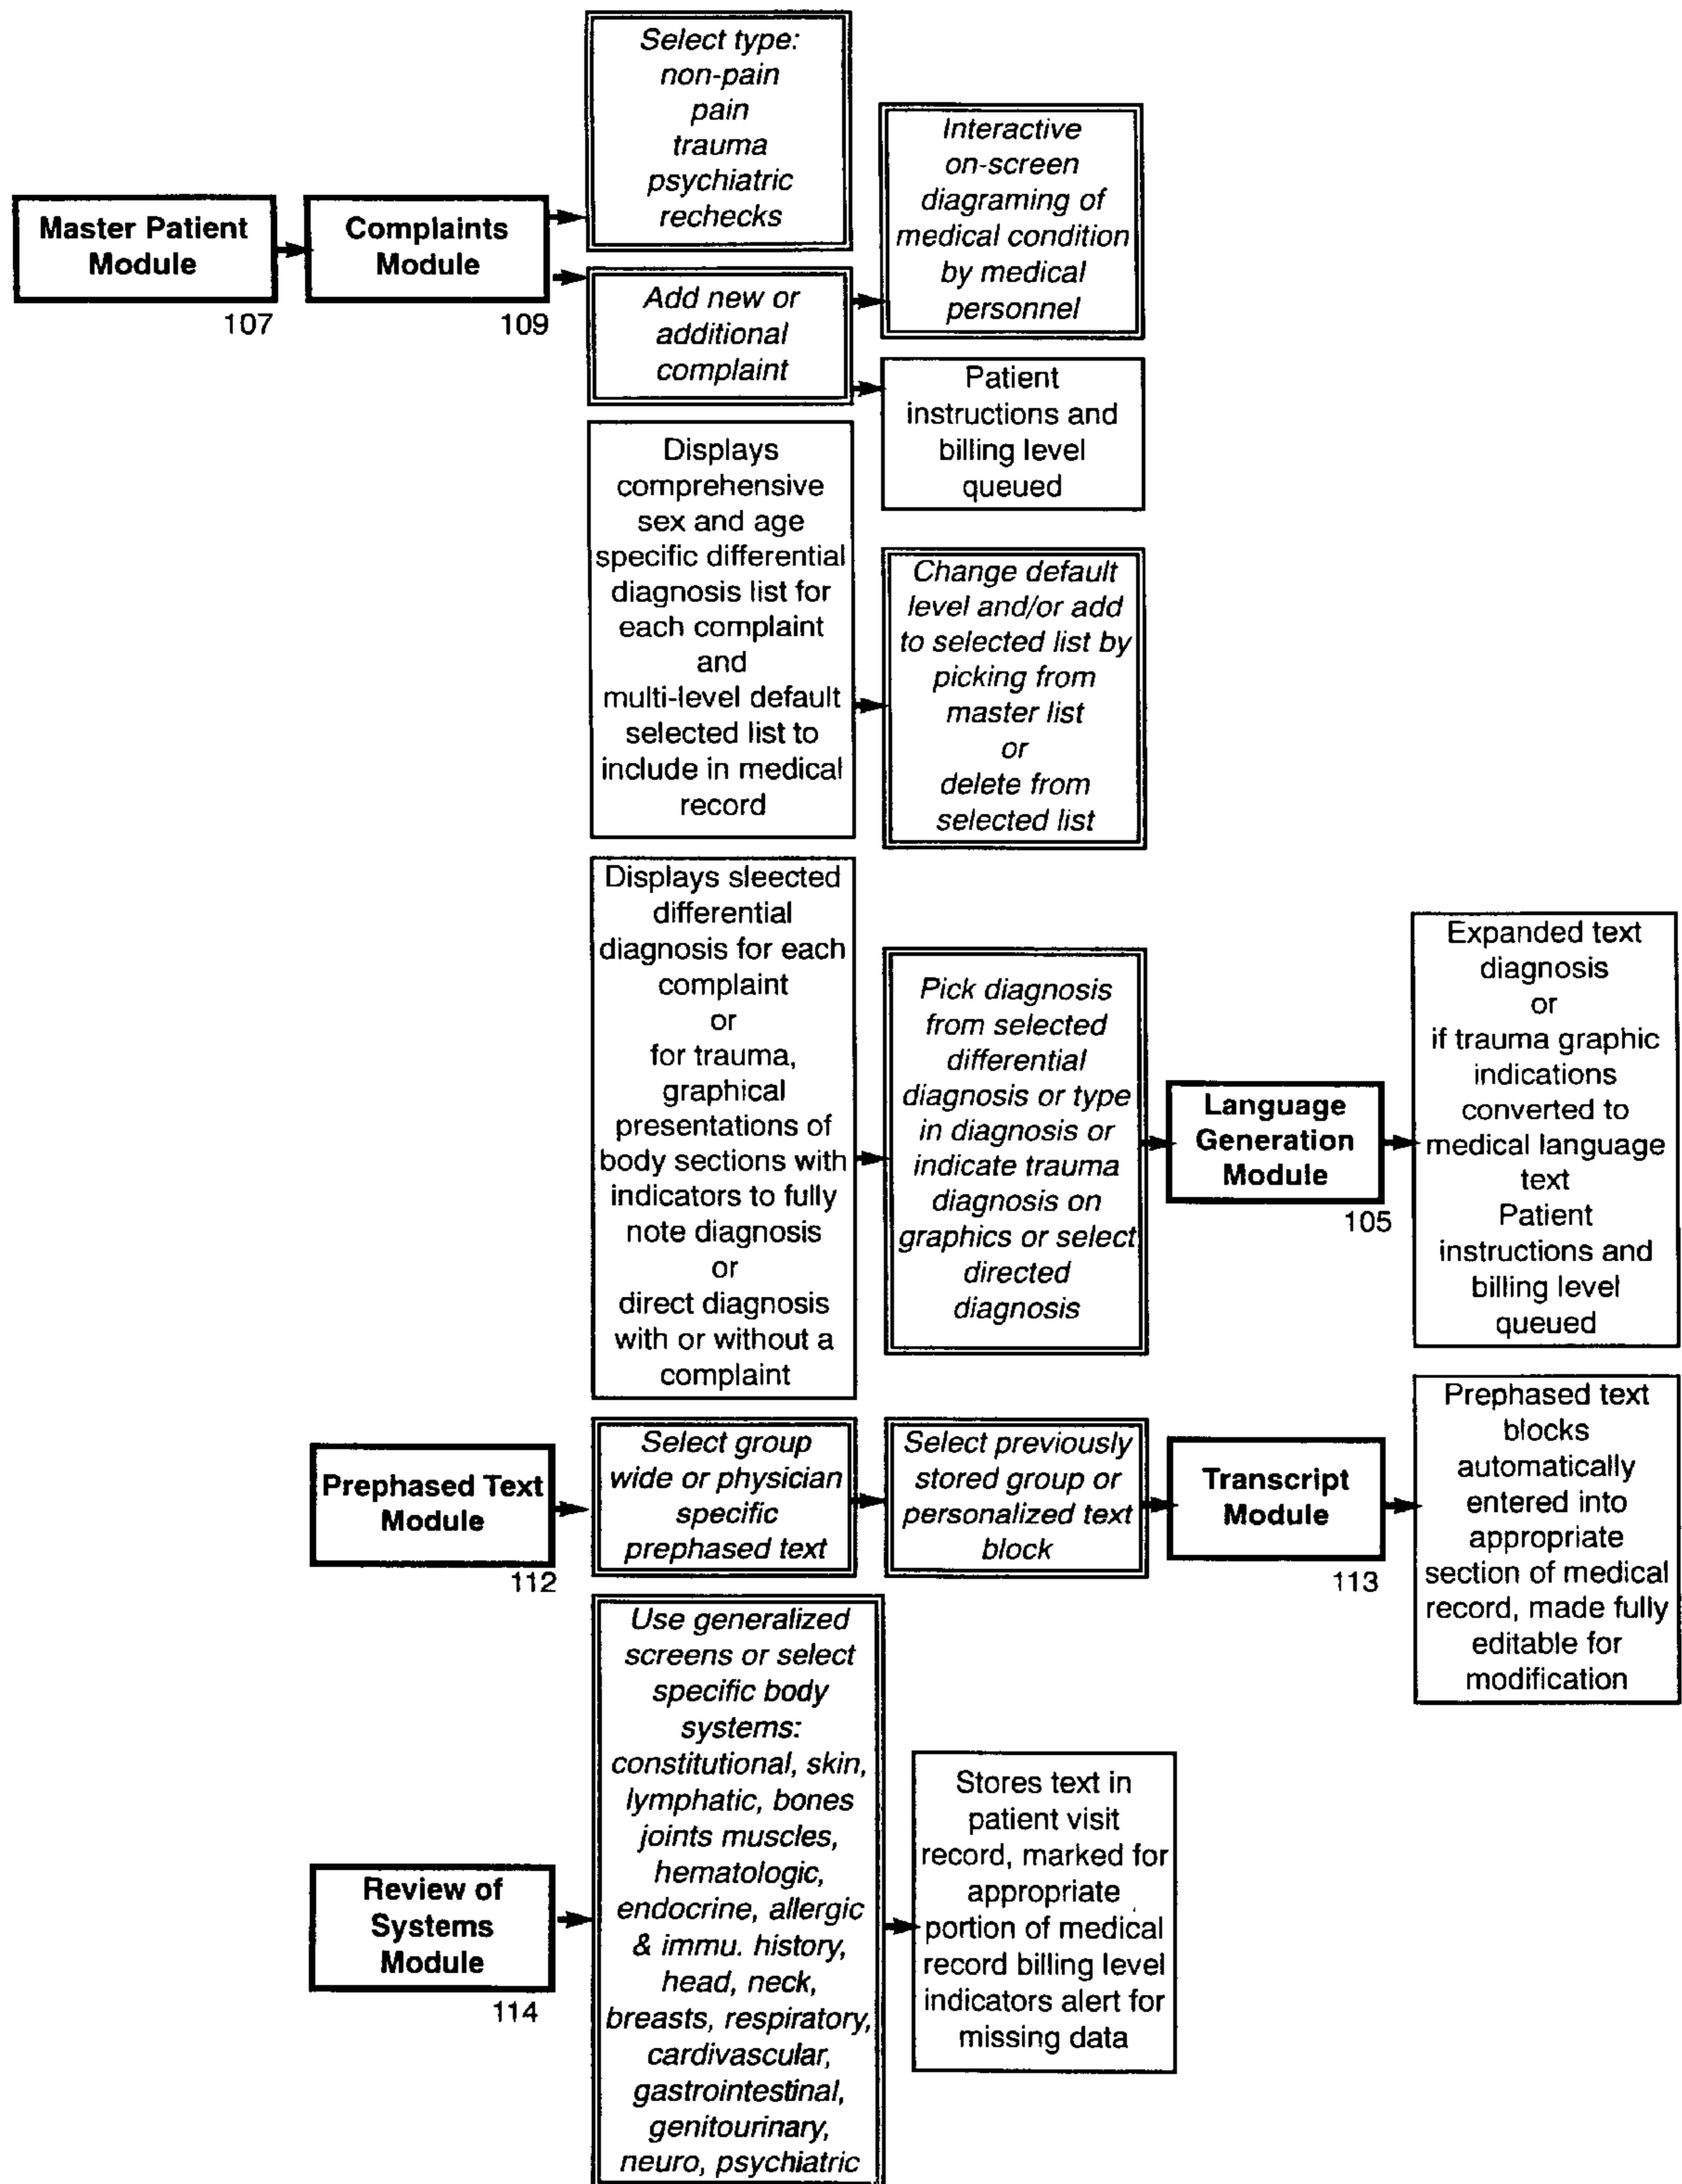 Master Patient
Module
107
Complaints
Module
109
Select type:
non-pain
pain
trauma
psychiatric
rechecks
Add new or
additional
complaint
Interactive
on-screen
diagraming of
medical condition
by medical
personnel
Patient
instructions and
billing level
queued
Displays
comprehensive
sex and age
specific differential
diagnosis list for
each complaint
and
multi-level default
selected list to
include in medical
record
Change default
level and/or add
to selected list by
picking from
master list
or
delete from
selected list
Displays sleected
differential
diagnosis for each
complaint
or
for trauma,
graphical
presentations of
body sections with
indicators to fully
note diagnosis
or
direct diagnosis
with or without a
complaint
Pick diagnosis
from selected
differential
diagnosis or type
in diagnosis or
indicate trauma
diagnosis on
graphics or select
directed
diagnosis
Language
Generation
Module
105
Expanded text
diagnosis
or
if trauma graphic
indications
converted to
medical language
text
Patient
instructions and
billing level
queued
Prephased Text
Module
112
Select group
wide or physician
specific
prephased text
Select previously
stored group or
personalized text
block
Transcript
Module
113
Prephased text
blocks
automatically
entered into
appropriate
section of medical
record, made fully
editable for
modification
Review of
Systems
Module
114
Use generalized
screens or select
specific body
systems:
constitutional, skin,
lymphatic, bones
joints muscles,
hematologic,
endocrine, allergic
& immu. history,
head, neck,
breasts, respiratory,
cardivascular,
gastrointestinal,
genitourinary,
neuro, psychiatric
Stores text in
patient visit
record, marked for
appropriate
portion of medical
record billing level
indicators alert for
missing data